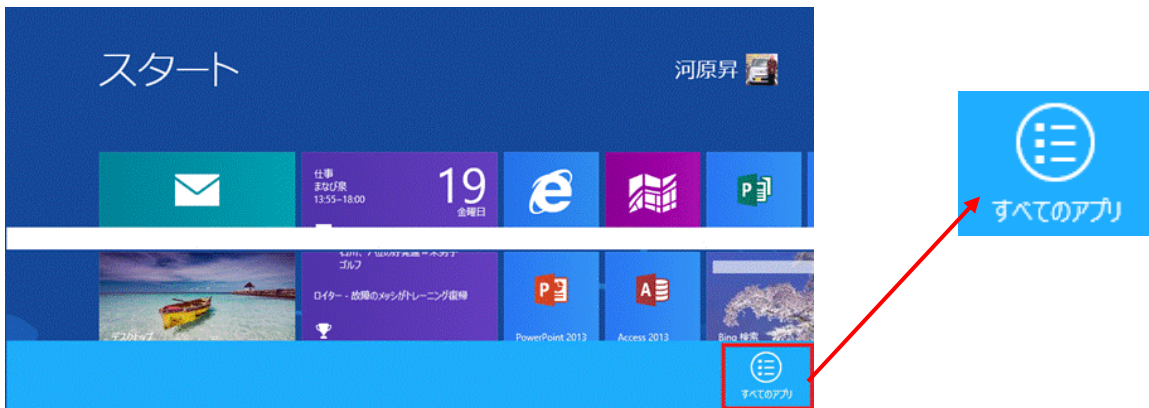 スタート
河原昇
仕事
まなび泉
13:55-18:00
19
金曜日
ゴルフ
ロイター - 故障のメッシがトレーニング復帰
デスクトップ
PowerPoint 2013
Access 2013
Bing 検索
すべてのアプリ
すべてのアプリ